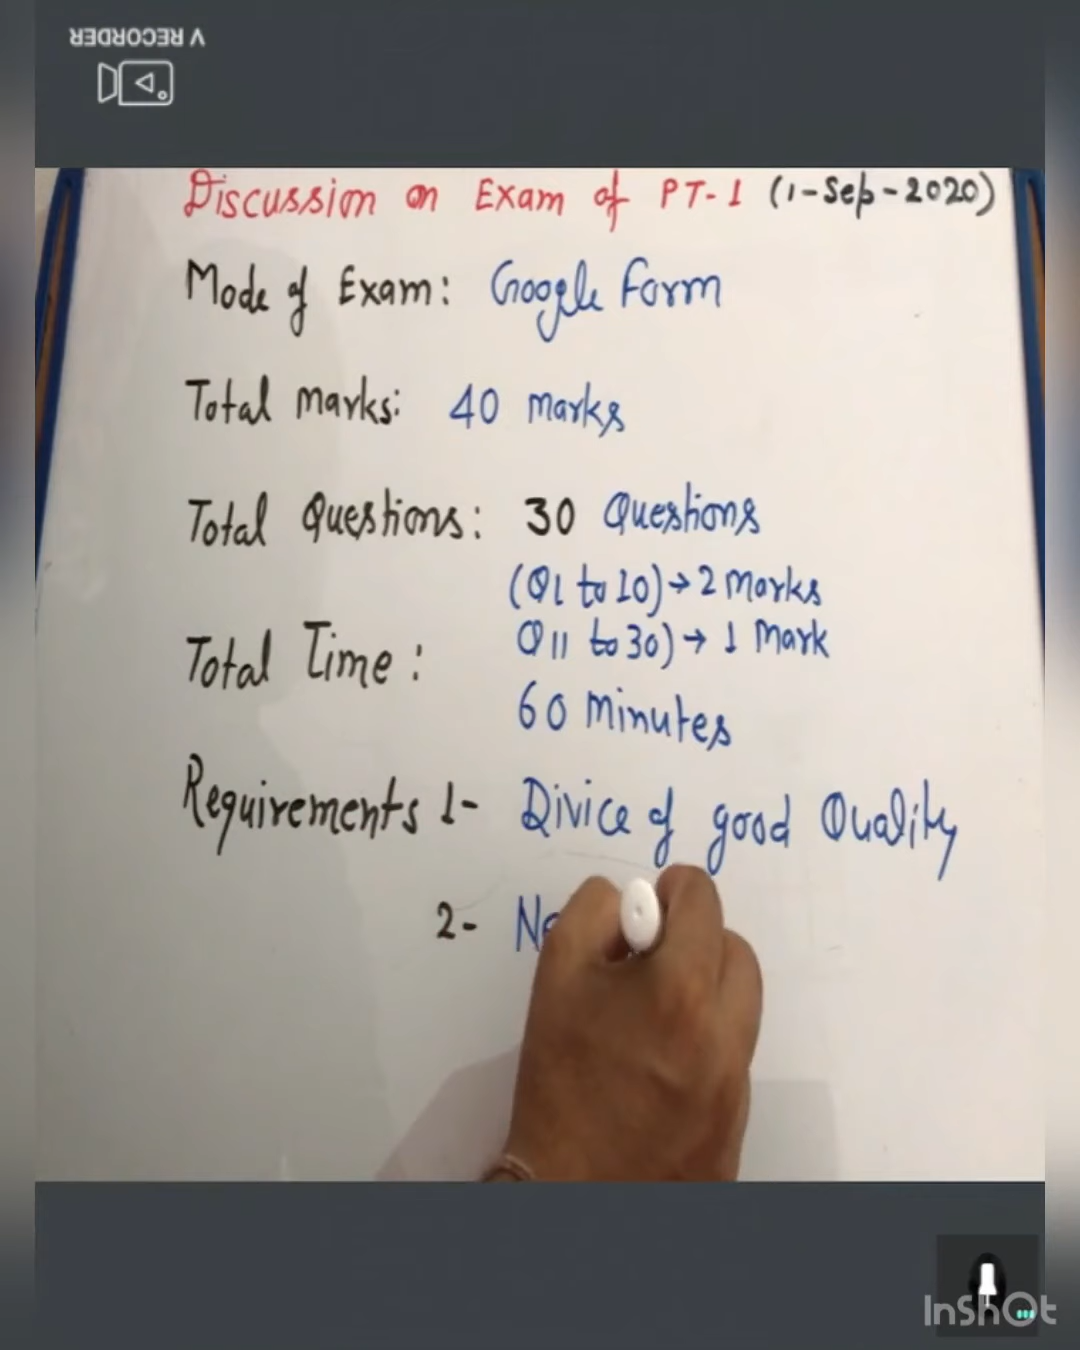 V RECORDER
Discussion on Exam of PT-1 (1-Sep-2020)
Mode of Exam: Google Form
Total marks: 40 marks
Total Questions: 30 Questions
(Q1 to 10)→2 Marks
Q11 to 30)→ 1 Mark
Total Time:
60 Minutes
Requirements 1- Divice of good Quality
2- Ne
InShOt